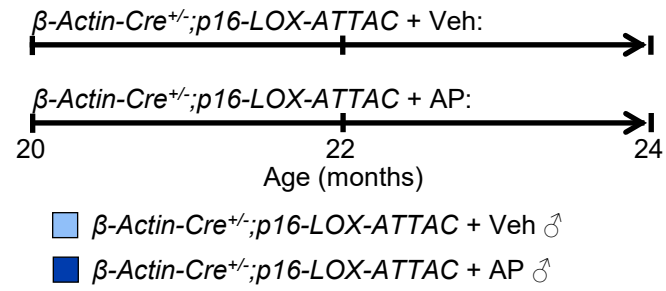 β-Actin-Cre+/-;p16-LOX-ATTAC + Veh:
β-Actin-Cre+/-;p16-LOX-ATTAC + AP:
20 22 24
Age (months)
β-Actin-Cre+/-;p16-LOX-ATTAC + Veh ♂
β-Actin-Cre+/-;p16-LOX-ATTAC + AP ♂